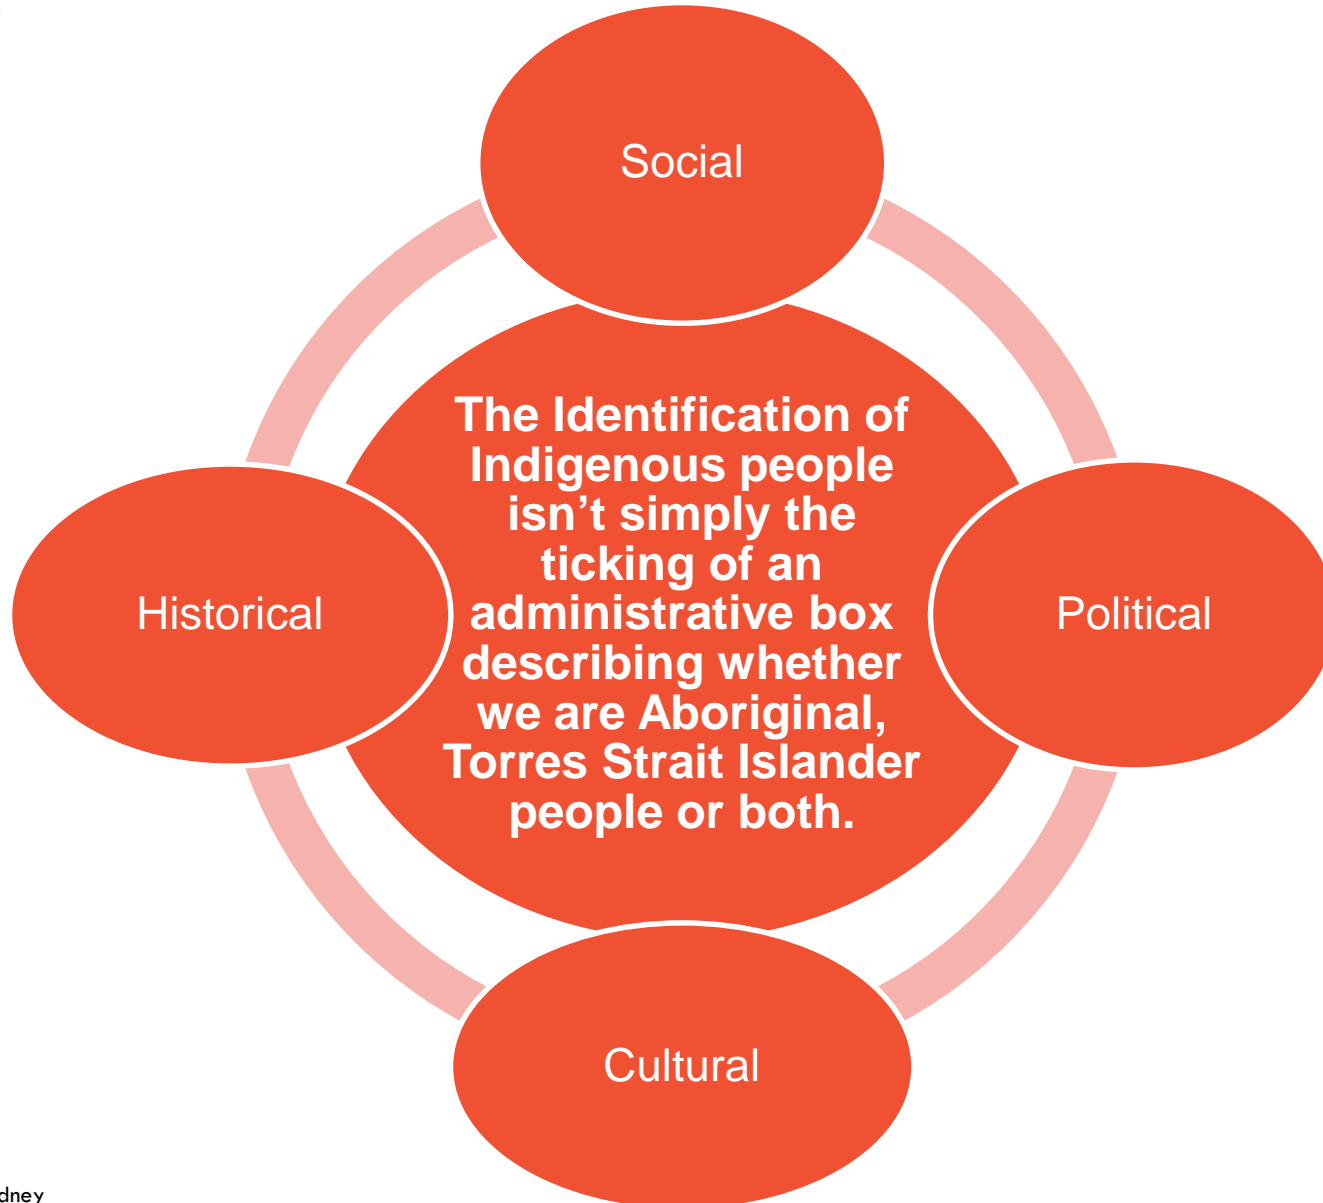 Social
The Identification of
Indigenous people
isn’t simply the
ticking of an
administrative box
describing whether
we are Aboriginal,
Torres Strait Islander
people or both.
Historical
Political
Cultural
dney